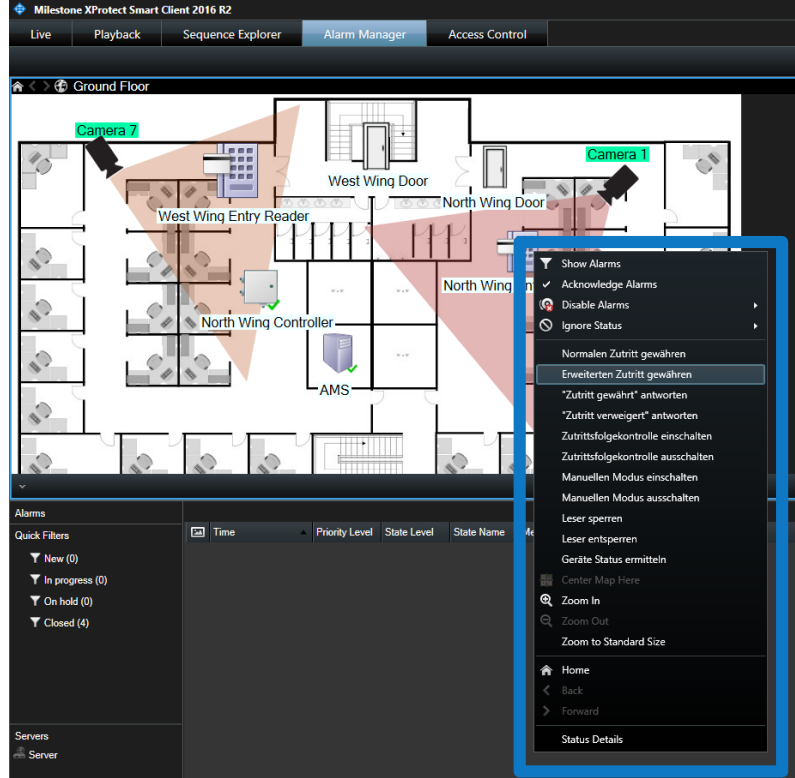 Milestone XProtect Smart Client 2016 R2
Live Playback Sequence Explorer Alarm Manager Access Control
Ground Floor
Camera 7
Camera 1
West Wing Door
North Wing Door
West Wing Entry Reader
North Wing
North Wing Controller
AMS
Show Alarms
Acknowledge Alarms
Disable Alarms
Ignore Status
Normalen Zutritt gewähren
Erweiterten Zutritt gewähren
"Zutritt gewährt" antworten
"Zutritt verweigert" antworten
Zutrittsfolgekontrolle einschalten
Zutrittsfolgekontrolle ausschalten
Manuellen Modus einschalten
Manuellen Modus ausschalten
Leser sperren
Leser entsperren
Geräte Status ermitteln
Center Map Here
Zoom In
Zoom Out
Zoom to Standard Size
Home
Back
Forward
Status Details
Alarms
Quick Filters
New (0)
In progress (0)
On hold (0)
Closed (4)
Time Priority Level State Level State Name
Servers
Server